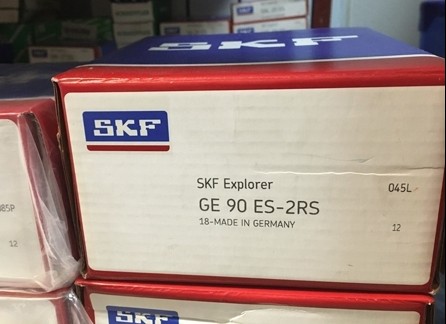 SKF
SKF
SKF Explorer 045L
GE 90 ES-2RS
18-MADE IN GERMANY 12
12
SKF